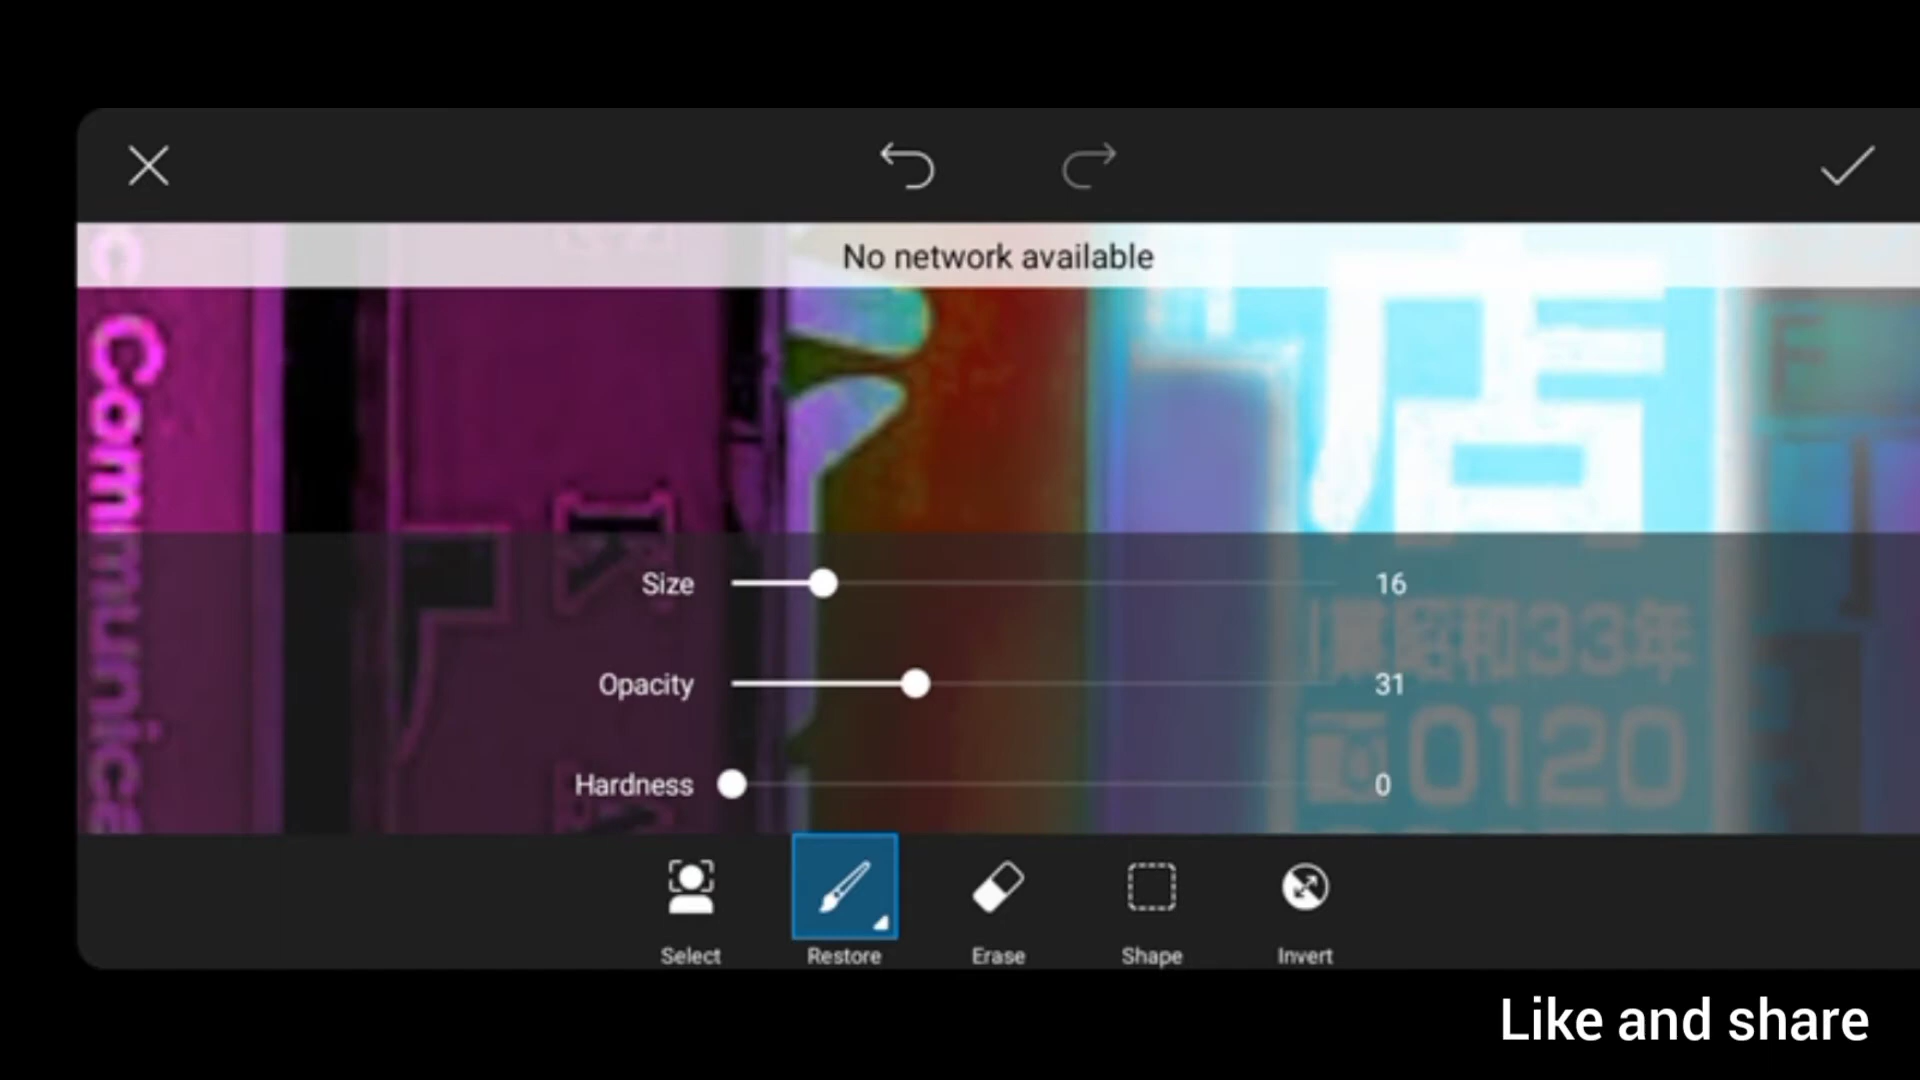 No network available
Communica
店
Size 16
Opacity 31
昭和33年
0120
Hardness 0
Select Restore Erase Shape Invert
Like and share